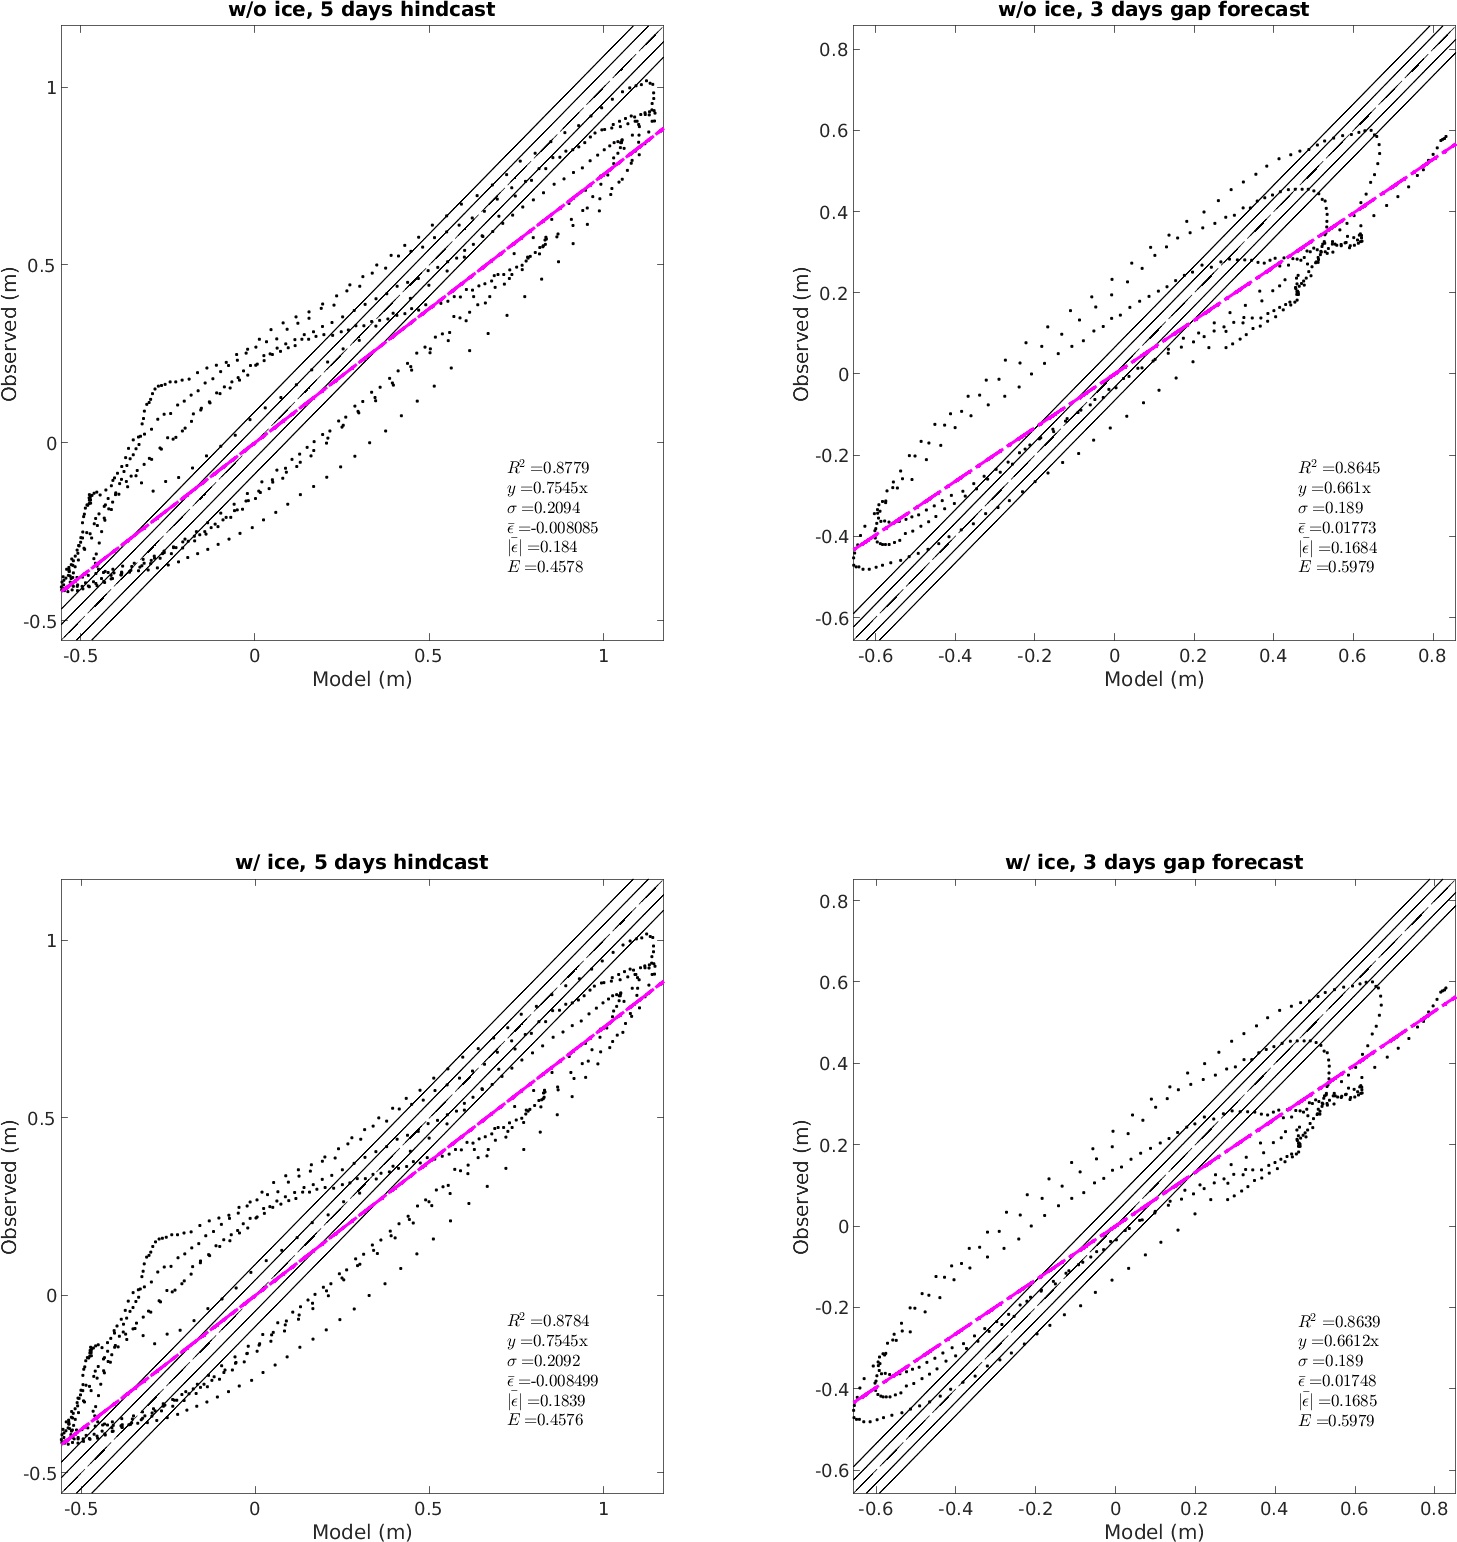 w/o ice, 5 days hindcast
1
0.5
0
-0.5
-0.5
0
0.5
1
Observed (m)
Model (m)
R² =0.8779
y =0.7545x
σ =0.2094
ϵ̄ =-0.008085
|ϵ̄| =0.184
E =0.4578
w/o ice, 3 days gap forecast
0.8
0.6
0.4
0.2
0
-0.2
-0.4
-0.6
-0.6
-0.4
-0.2
0
0.2
0.4
0.6
0.8
Observed (m)
Model (m)
R² =0.8645
y =0.661x
σ =0.189
ϵ̄ =0.01773
|ϵ̄| =0.1684
E =0.5979
w/ ice, 5 days hindcast
1
0.5
0
-0.5
-0.5
0
0.5
1
Observed (m)
Model (m)
R² =0.8784
y =0.7545x
σ =0.2092
ϵ̄ =-0.008499
|ϵ̄| =0.1839
E =0.4576
w/ ice, 3 days gap forecast
0.8
0.6
0.4
0.2
0
-0.2
-0.4
-0.6
-0.6
-0.4
-0.2
0
0.2
0.4
0.6
0.8
Observed (m)
Model (m)
R² =0.8639
y =0.6612x
σ =0.189
ϵ̄ =0.01748
|ϵ̄| =0.1685
E =0.5979